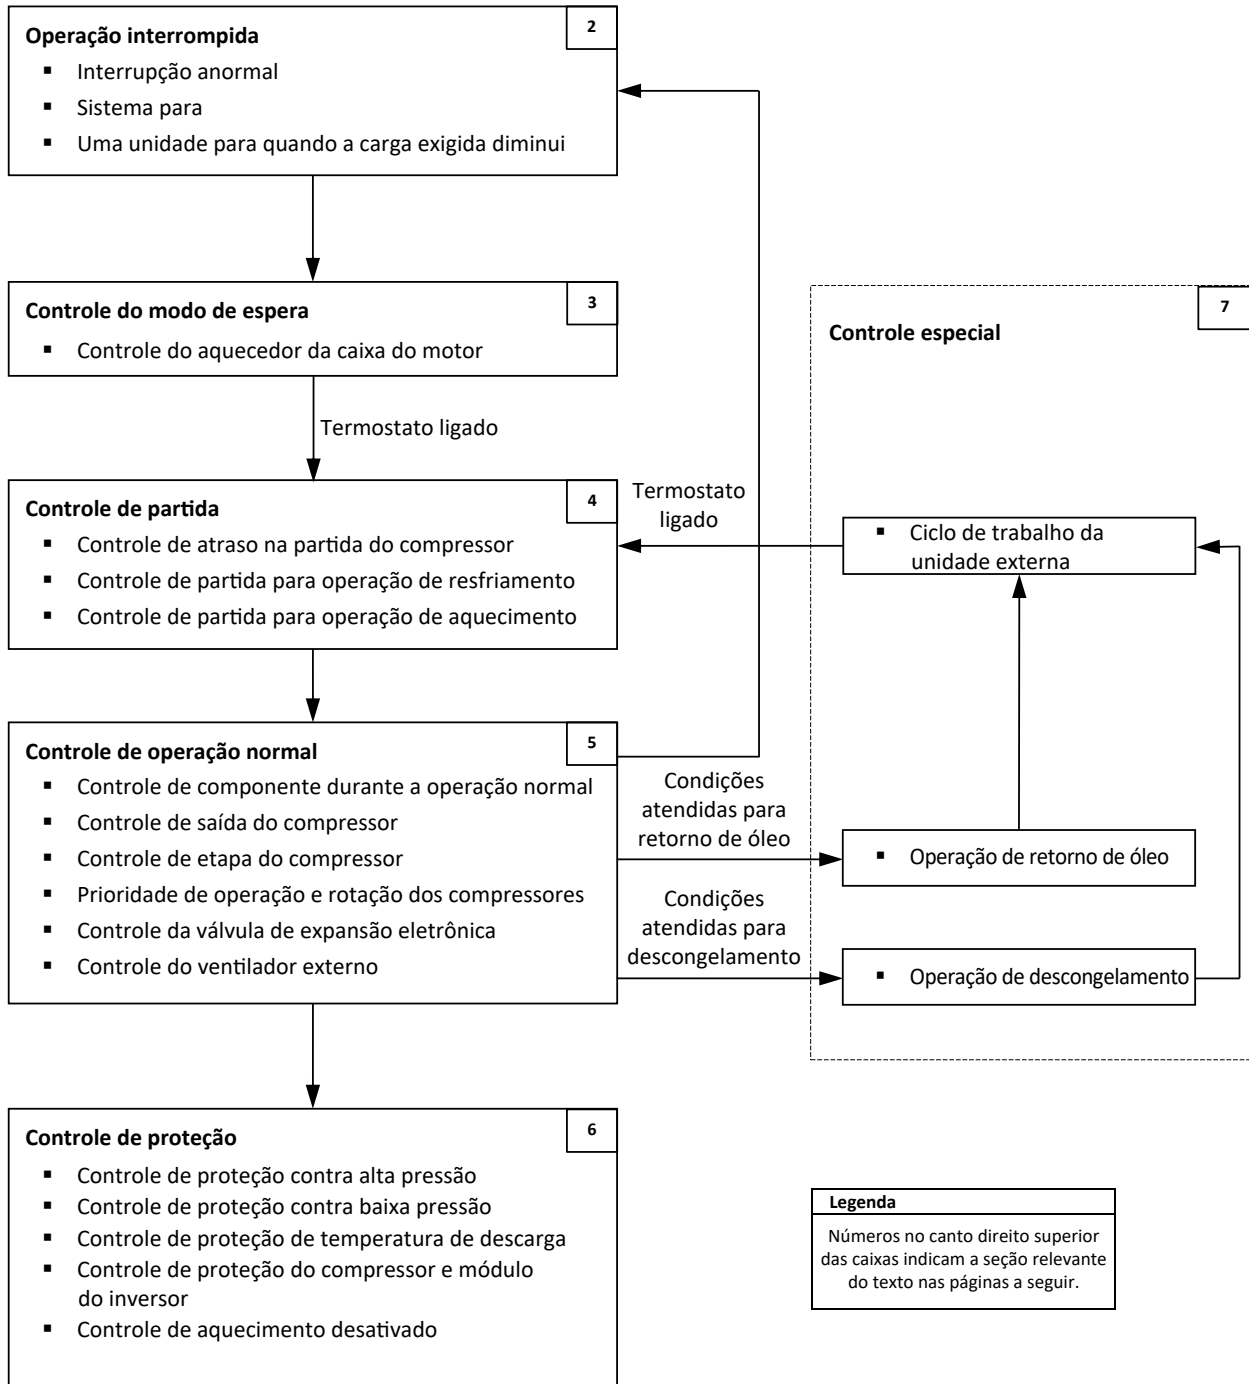 Operação interrompida
2
▪ Interrupção anormal
▪ Sistema para
▪ Uma unidade para quando a carga exigida diminui
Controle do modo de espera
3
▪ Controle do aquecedor da caixa do motor
Termostato ligado
Controle de partida
4
▪ Controle de atraso na partida do compressor
▪ Controle de partida para operação de resfriamento
▪ Controle de partida para operação de aquecimento
Controle de operação normal
5
▪ Controle de componente durante a operação normal
▪ Controle de saída do compressor
▪ Controle de etapa do compressor
▪ Prioridade de operação e rotação dos compressores
▪ Controle da válvula de expansão eletrônica
▪ Controle do ventilador externo
Controle de proteção
6
▪ Controle de proteção contra alta pressão
▪ Controle de proteção contra baixa pressão
▪ Controle de proteção de temperatura de descarga
▪ Controle de proteção do compressor e módulo
do inversor
▪ Controle de aquecimento desativado
Termostato
ligado
Condições
atendidas para
retorno de óleo
Condições
atendidas para
descongelamento
7
Controle especial
▪ Ciclo de trabalho da
unidade externa
▪ Operação de retorno de óleo
▪ Operação de descongelamento
Legenda
Números no canto direito superior
das caixas indicam a seção relevante
do texto nas páginas a seguir.